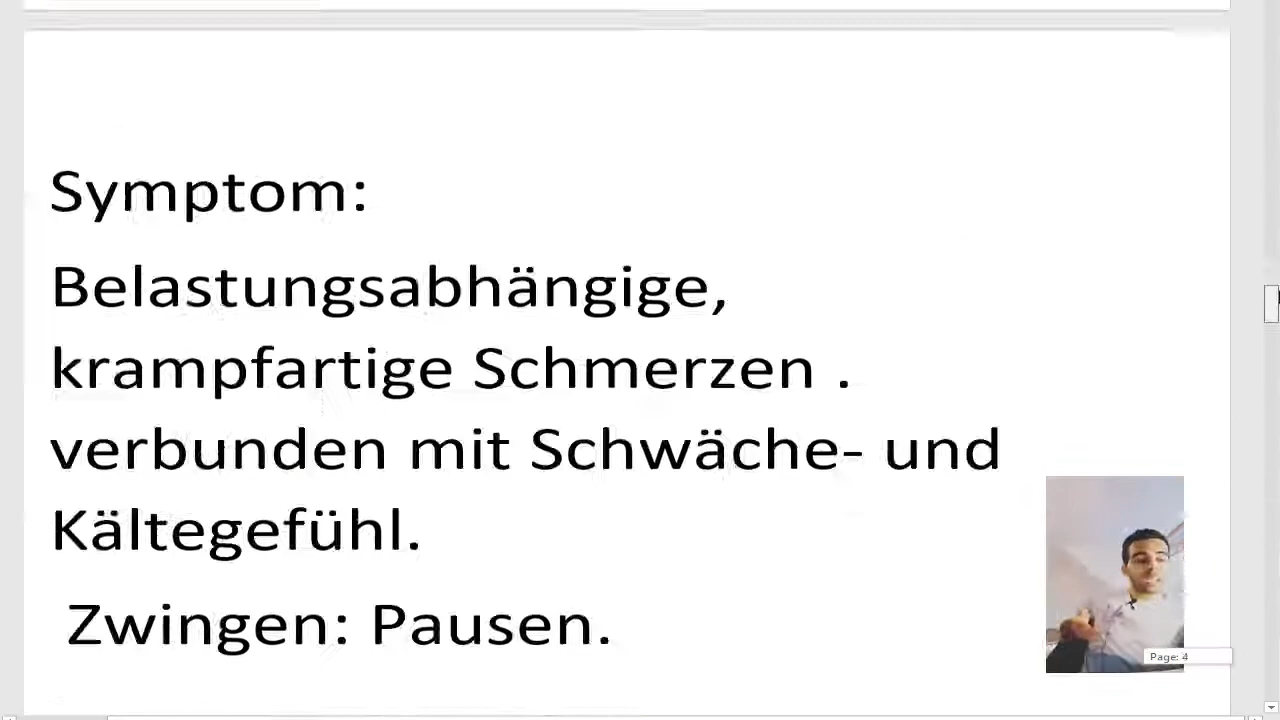 Symptom:
Belastungsabhängige,
krampfartige Schmerzen .
verbunden mit Schwäche- und
Kältegefühl.
Zwingen: Pausen.
Page: 4